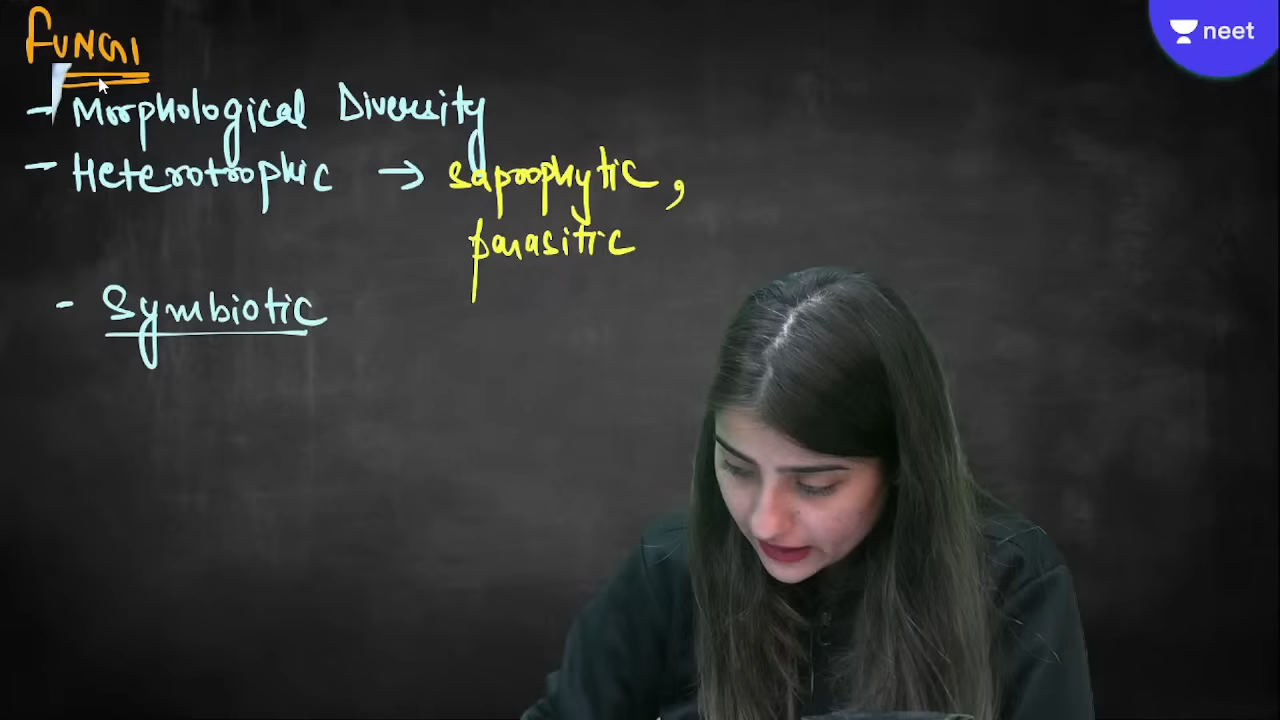 FUNGI
neet
- Morphological Diversity
- Heterotrophic → saprophytic,
parasitic
- Symbiotic